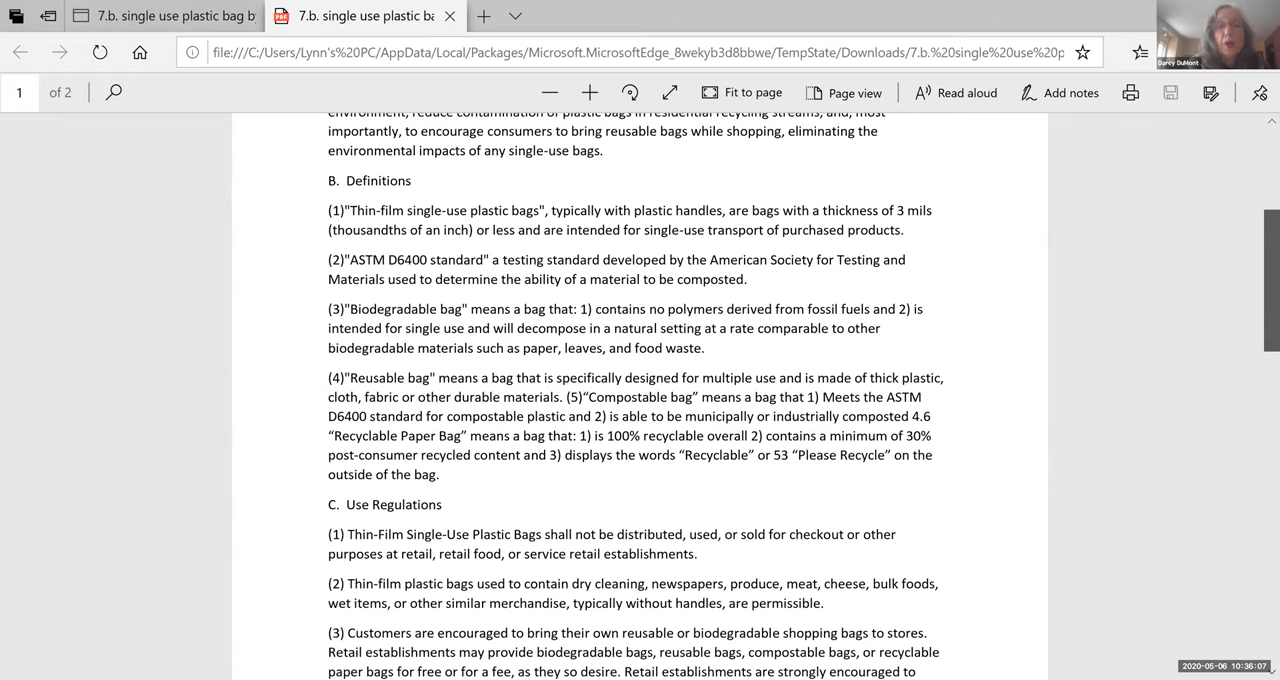 7.b. single use plastic bag b
7.b. single use plastic ba
file:///C:/Users/Lynn's%20PC/AppData/Local/Packages/Microsoft.MicrosoftEdge_8wekyb3d8bbwe/TempState/Downloads/7.b.%20single%20use%20p
Darcy DuMont
1 of 2
Fit to page
Page view
Read aloud
Add notes
environment, reduce contamination of plastic bags in residential recycling streams, and, most
importantly, to encourage consumers to bring reusable bags while shopping, eliminating the
environmental impacts of any single-use bags.
B. Definitions
(1)"Thin-film single-use plastic bags", typically with plastic handles, are bags with a thickness of 3 mils
(thousandths of an inch) or less and are intended for single-use transport of purchased products.
(2)"ASTM D6400 standard" a testing standard developed by the American Society for Testing and
Materials used to determine the ability of a material to be composted.
(3)"Biodegradable bag" means a bag that: 1) contains no polymers derived from fossil fuels and 2) is
intended for single use and will decompose in a natural setting at a rate comparable to other
biodegradable materials such as paper, leaves, and food waste.
(4)"Reusable bag" means a bag that is specifically designed for multiple use and is made of thick plastic,
cloth, fabric or other durable materials. (5)“Compostable bag” means a bag that 1) Meets the ASTM
D6400 standard for compostable plastic and 2) is able to be municipally or industrially composted 4.6
“Recyclable Paper Bag” means a bag that: 1) is 100% recyclable overall 2) contains a minimum of 30%
post-consumer recycled content and 3) displays the words “Recyclable” or 53 “Please Recycle” on the
outside of the bag.
C. Use Regulations
(1) Thin-Film Single-Use Plastic Bags shall not be distributed, used, or sold for checkout or other
purposes at retail, retail food, or service retail establishments.
(2) Thin-film plastic bags used to contain dry cleaning, newspapers, produce, meat, cheese, bulk foods,
wet items, or other similar merchandise, typically without handles, are permissible.
(3) Customers are encouraged to bring their own reusable or biodegradable shopping bags to stores.
Retail establishments may provide biodegradable bags, reusable bags, compostable bags, or recyclable
paper bags for free or for a fee, as they so desire. Retail establishments are strongly encouraged to
2020-05-06 10:36:07